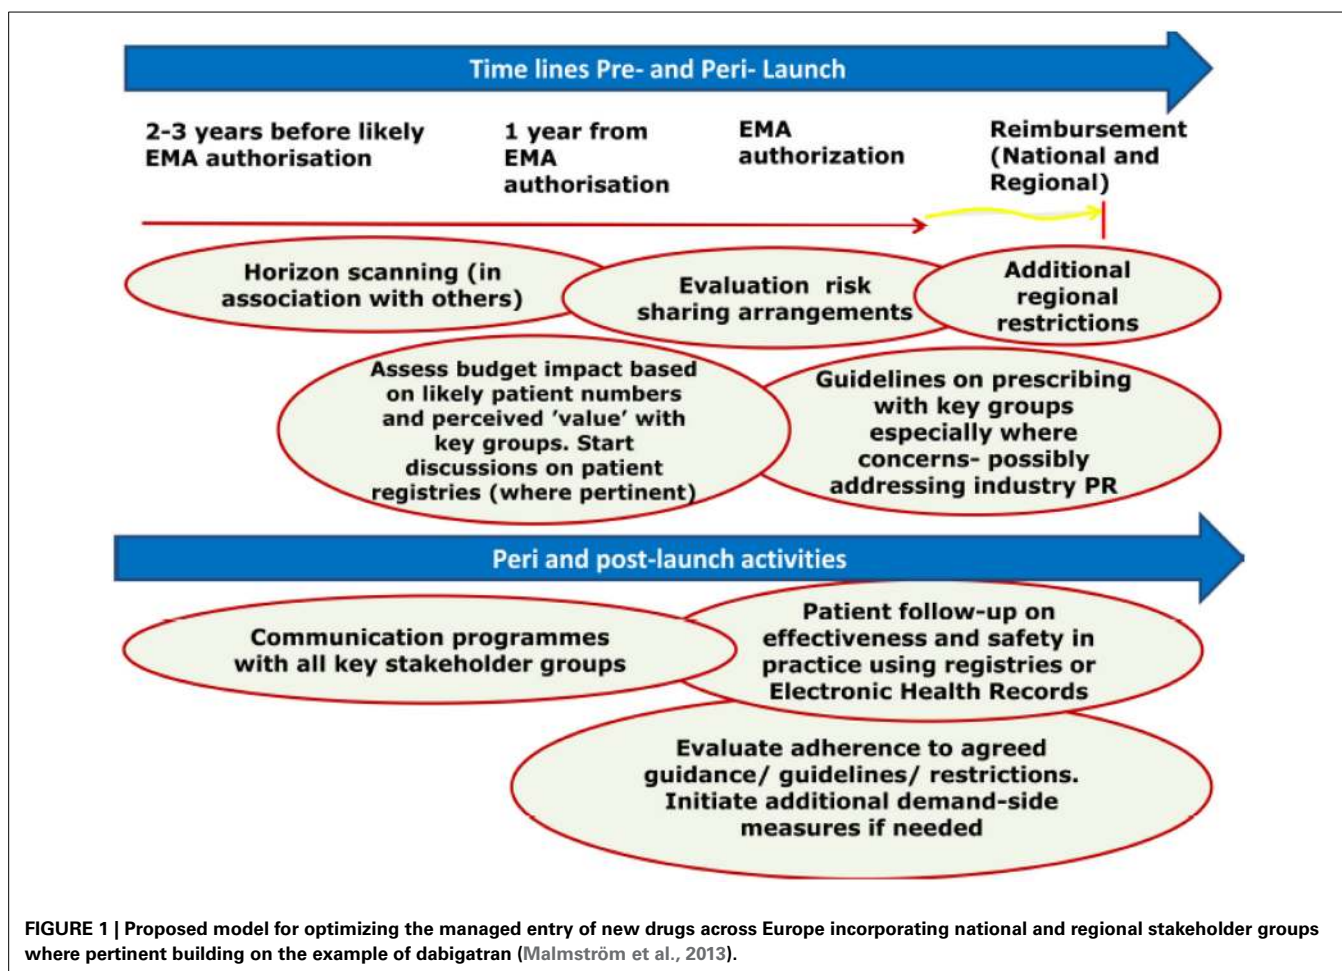 Time lines Pre- and Peri- Launch
2-3 years before likely
EMA authorisation
1 year from
EMA
authorisation
EMA
authorization
Reimbursement
(National and
Regional)
Horizon scanning (in
association with others)
Evaluation risk
sharing arrangements
Additional
regional
restrictions
Assess budget impact based
on likely patient numbers
and perceived ’value’ with
key groups. Start
discussions on patient
registries (where pertinent)
Guidelines on prescribing
with key groups
especially where
concerns- possibly
addressing industry PR
Peri and post-launch activities
Communication programmes
with all key stakeholder groups
Patient follow-up on
effectiveness and safety in
practice using registries or
Electronic Health Records
Evaluate adherence to agreed
guidance/ guidelines/ restrictions.
Initiate additional demand-side
measures if needed
FIGURE 1 | Proposed model for optimizing the managed entry of new drugs across Europe incorporating national and regional stakeholder groups
where pertinent building on the example of dabigatran (Malmström et al., 2013).